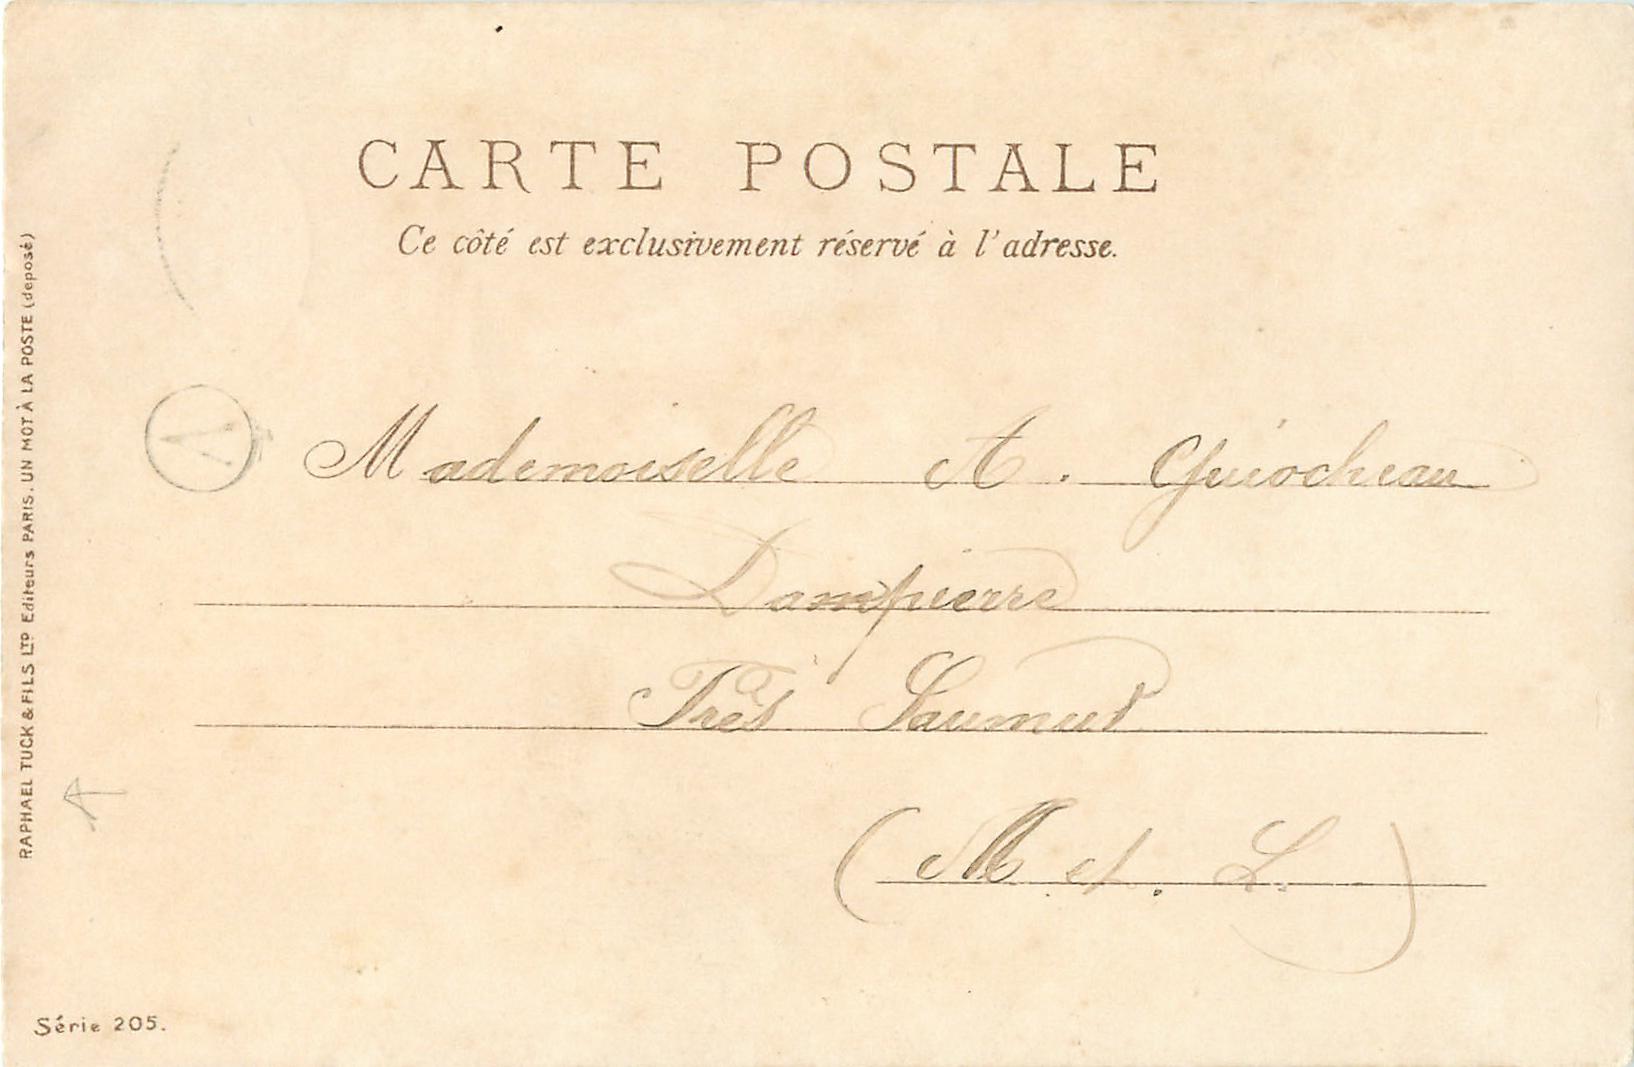 CARTE POSTALE
Ce côté est exclusivement réservé à l'adresse.
Mademoiselle A. Guiocheau
Dampierre
Près Saumur
(M et. L.)
RAPHAEL TUCK & FILS LTD Editeurs PARIS. UN MOT À LA POSTE (deposé)
Série 205.